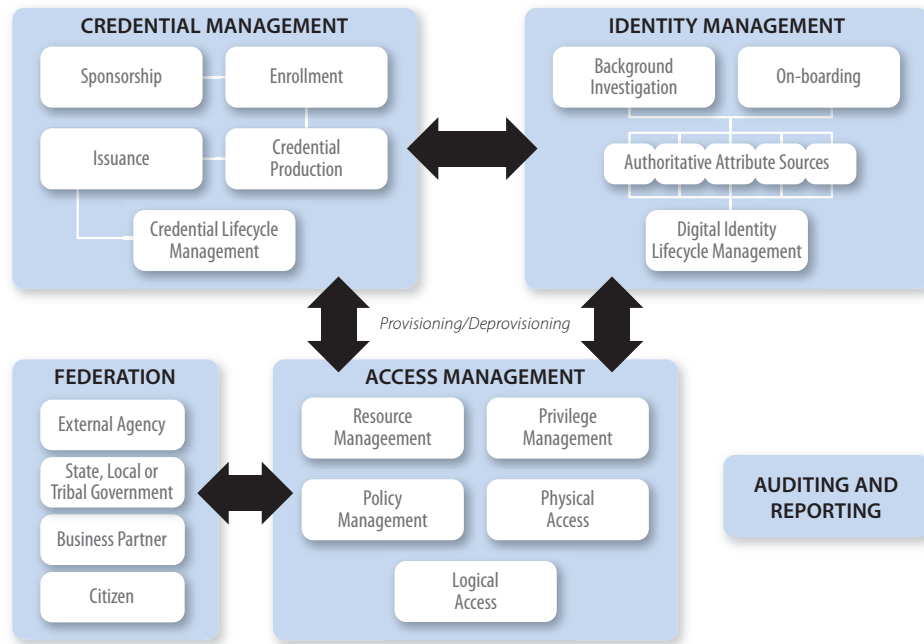 CREDENTIAL MANAGEMENT
Sponsorship
Enrollment
Issuance
Credential
Production
Credential Lifecycle
Management
IDENTITY MANAGEMENT
Background
Investigation
On-boarding
Authoritative Attribute Sources
Digital Identity
Lifecycle Management
Provisioning/Deprovisioning
FEDERATION
External Agency
State, Local or
Tribal Government
Business Partner
Citizen
ACCESS MANAGEMENT
Resource
Manageement
Privilege
Management
Policy
Management
Physical
Access
Logical
Access
AUDITING AND
REPORTING